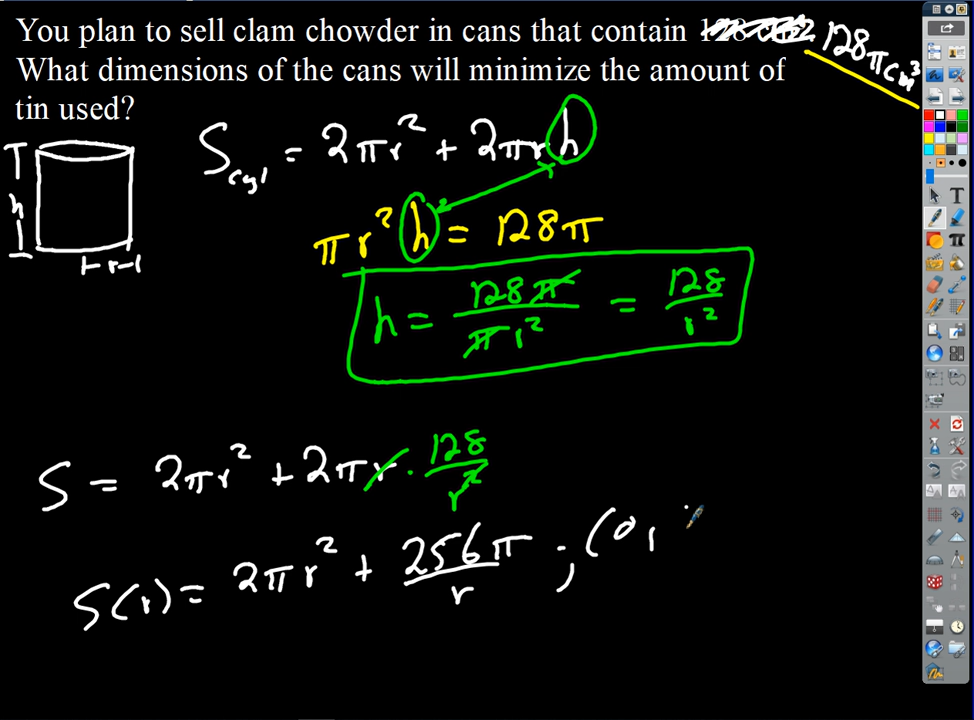 You plan to sell clam chowder in cans that contain 128π cm³
What dimensions of the cans will minimize the amount of
tin used?
S cyl = 2πr² + 2πrh
h
r
πr²h = 128π
h = 128π/πr² = 128/r²
S = 2πr² + 2πr · 128/r²
S(r) = 2πr² + 256π/r ; (0,